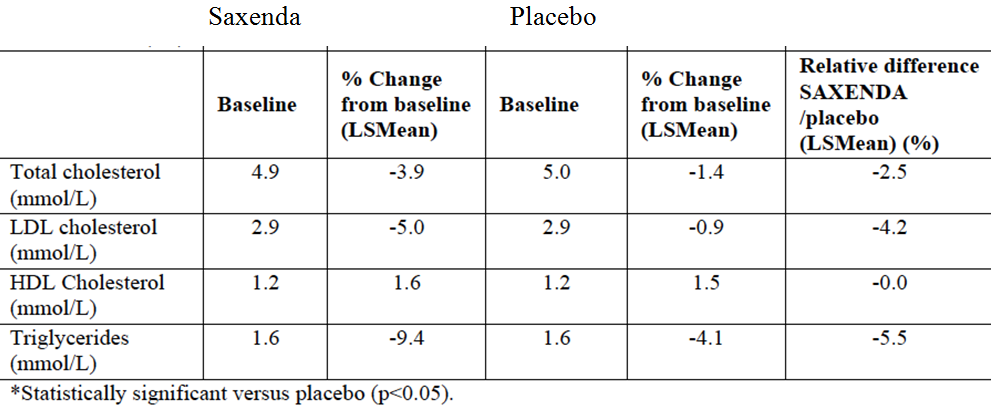 Saxenda Placebo
Baseline % Change from baseline (LSMean) Baseline % Change from baseline (LSMean) Relative difference SAXENDA /placebo (LSMean) (%)
Total cholesterol (mmol/L) 4.9 -3.9 5.0 -1.4 -2.5
LDL cholesterol (mmol/L) 2.9 -5.0 2.9 -0.9 -4.2
HDL Cholesterol (mmol/L) 1.2 1.6 1.2 1.5 -0.0
Triglycerides (mmol/L) 1.6 -9.4 1.6 -4.1 -5.5
*Statistically significant versus placebo (p<0.05).